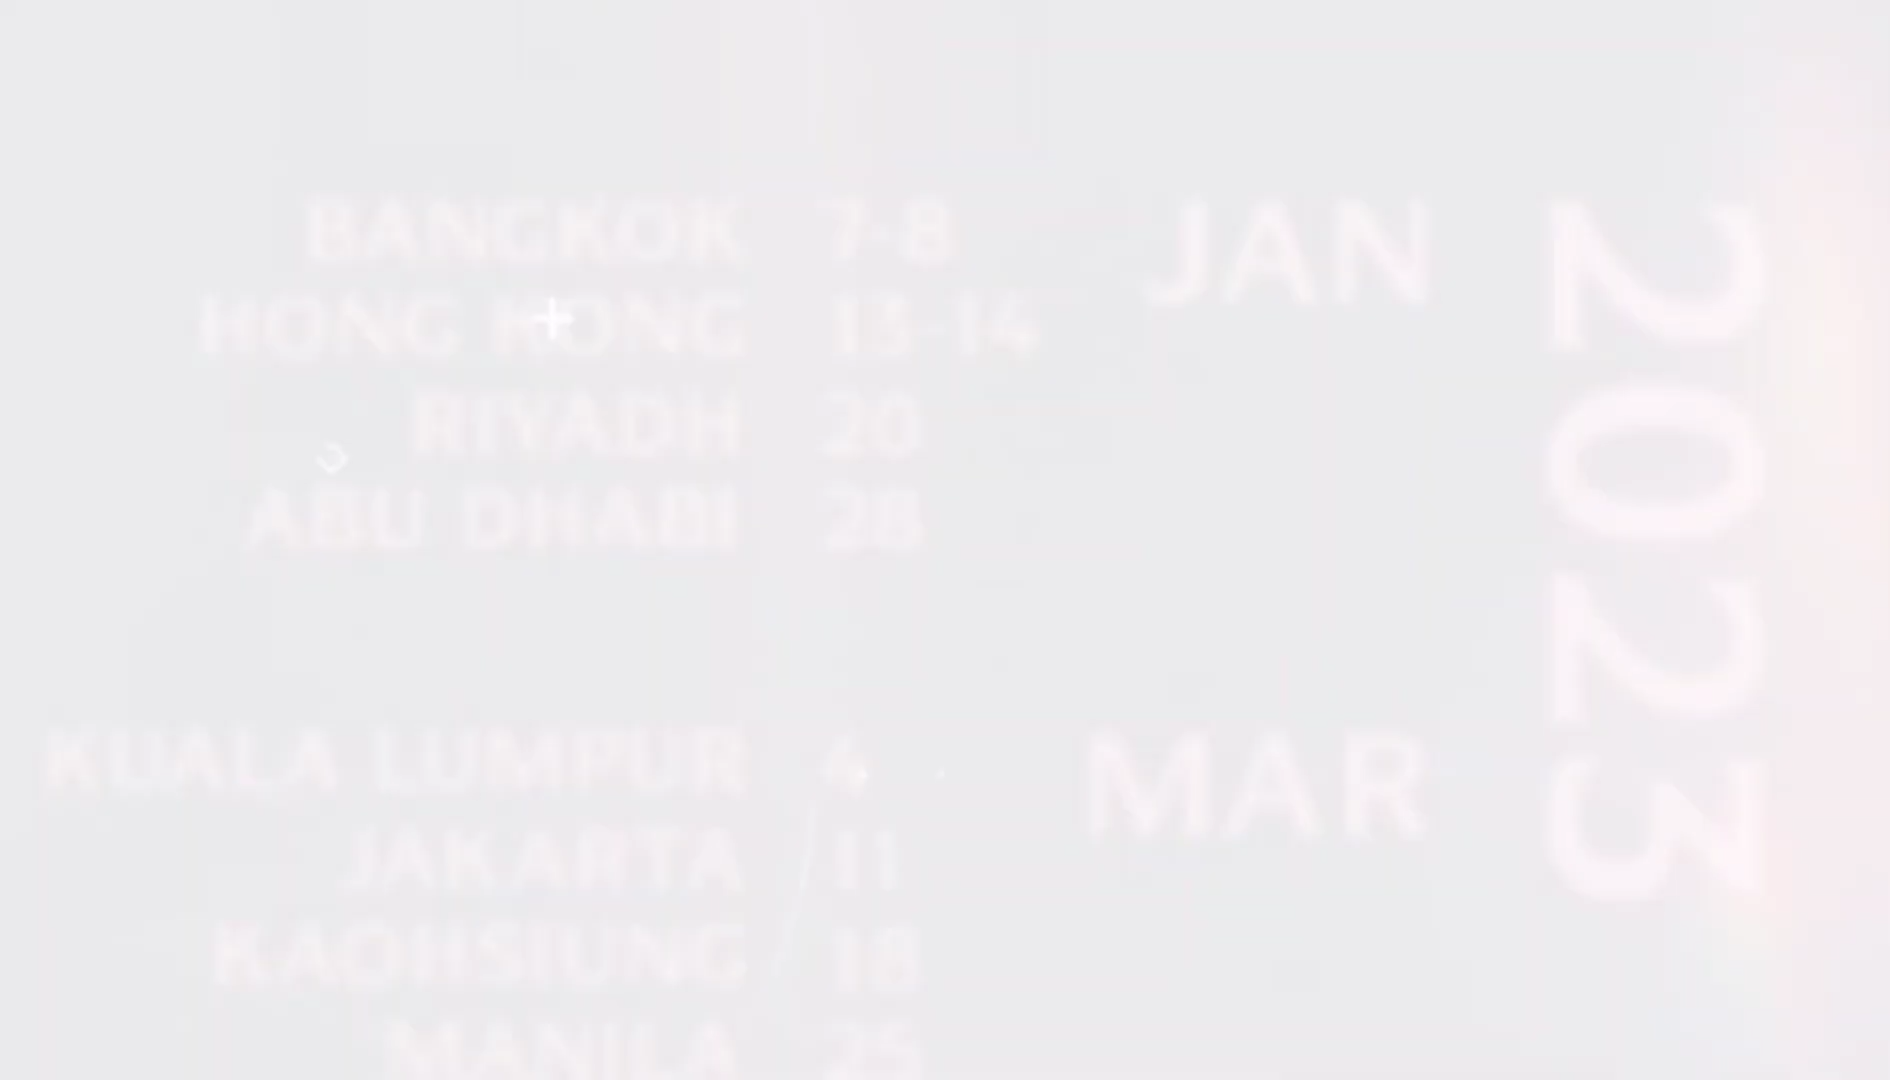 BANGKOK 7-8 JAN 2023
HONG KONG 13-14
RIYADH 20
ABU DHABI 28
KUALA LUMPUR 4 MAR
JAKARTA 11
KAOHSIUNG 18
MANILA 25